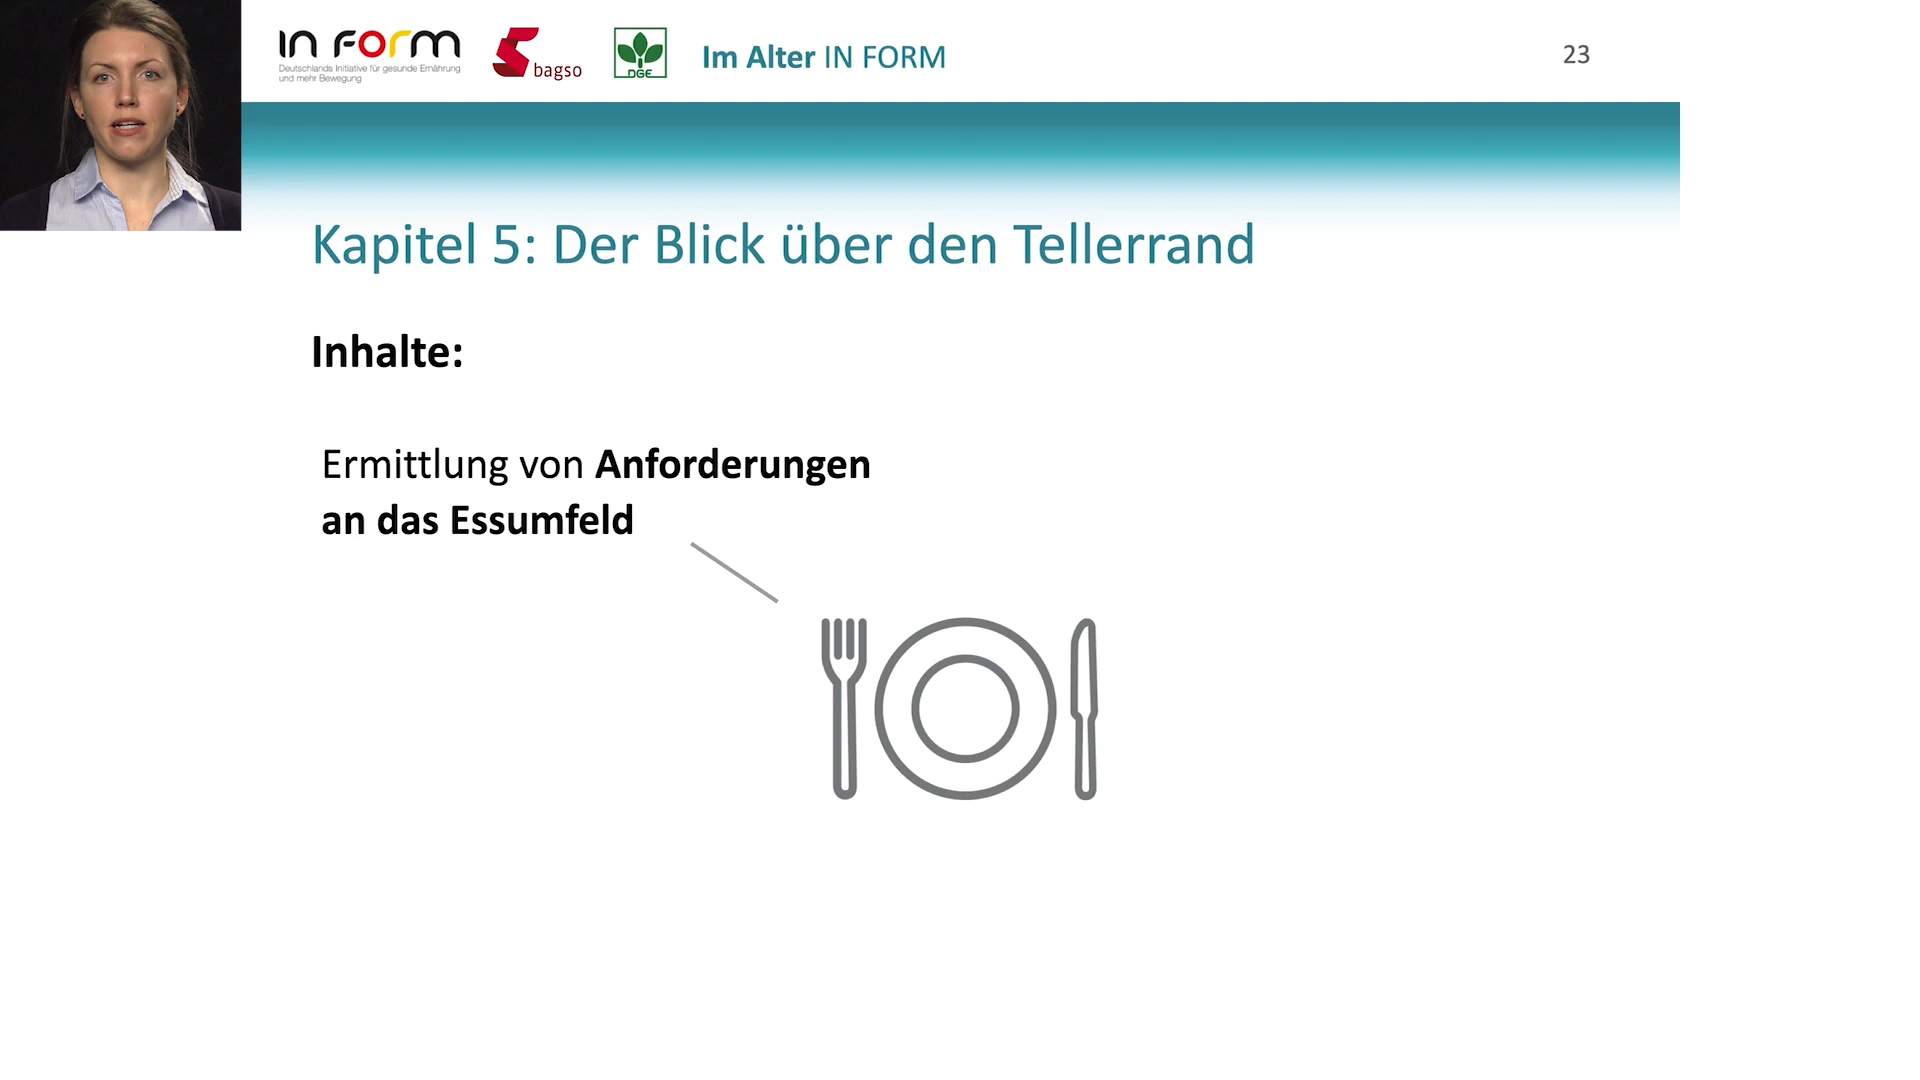 IN FORM
Deutschlands Initiative für gesunde Ernährung
und mehr Bewegung
bagso
DGE
Im Alter IN FORM
23
Kapitel 5: Der Blick über den Tellerrand
Inhalte:
Ermittlung von Anforderungen
an das Essumfeld